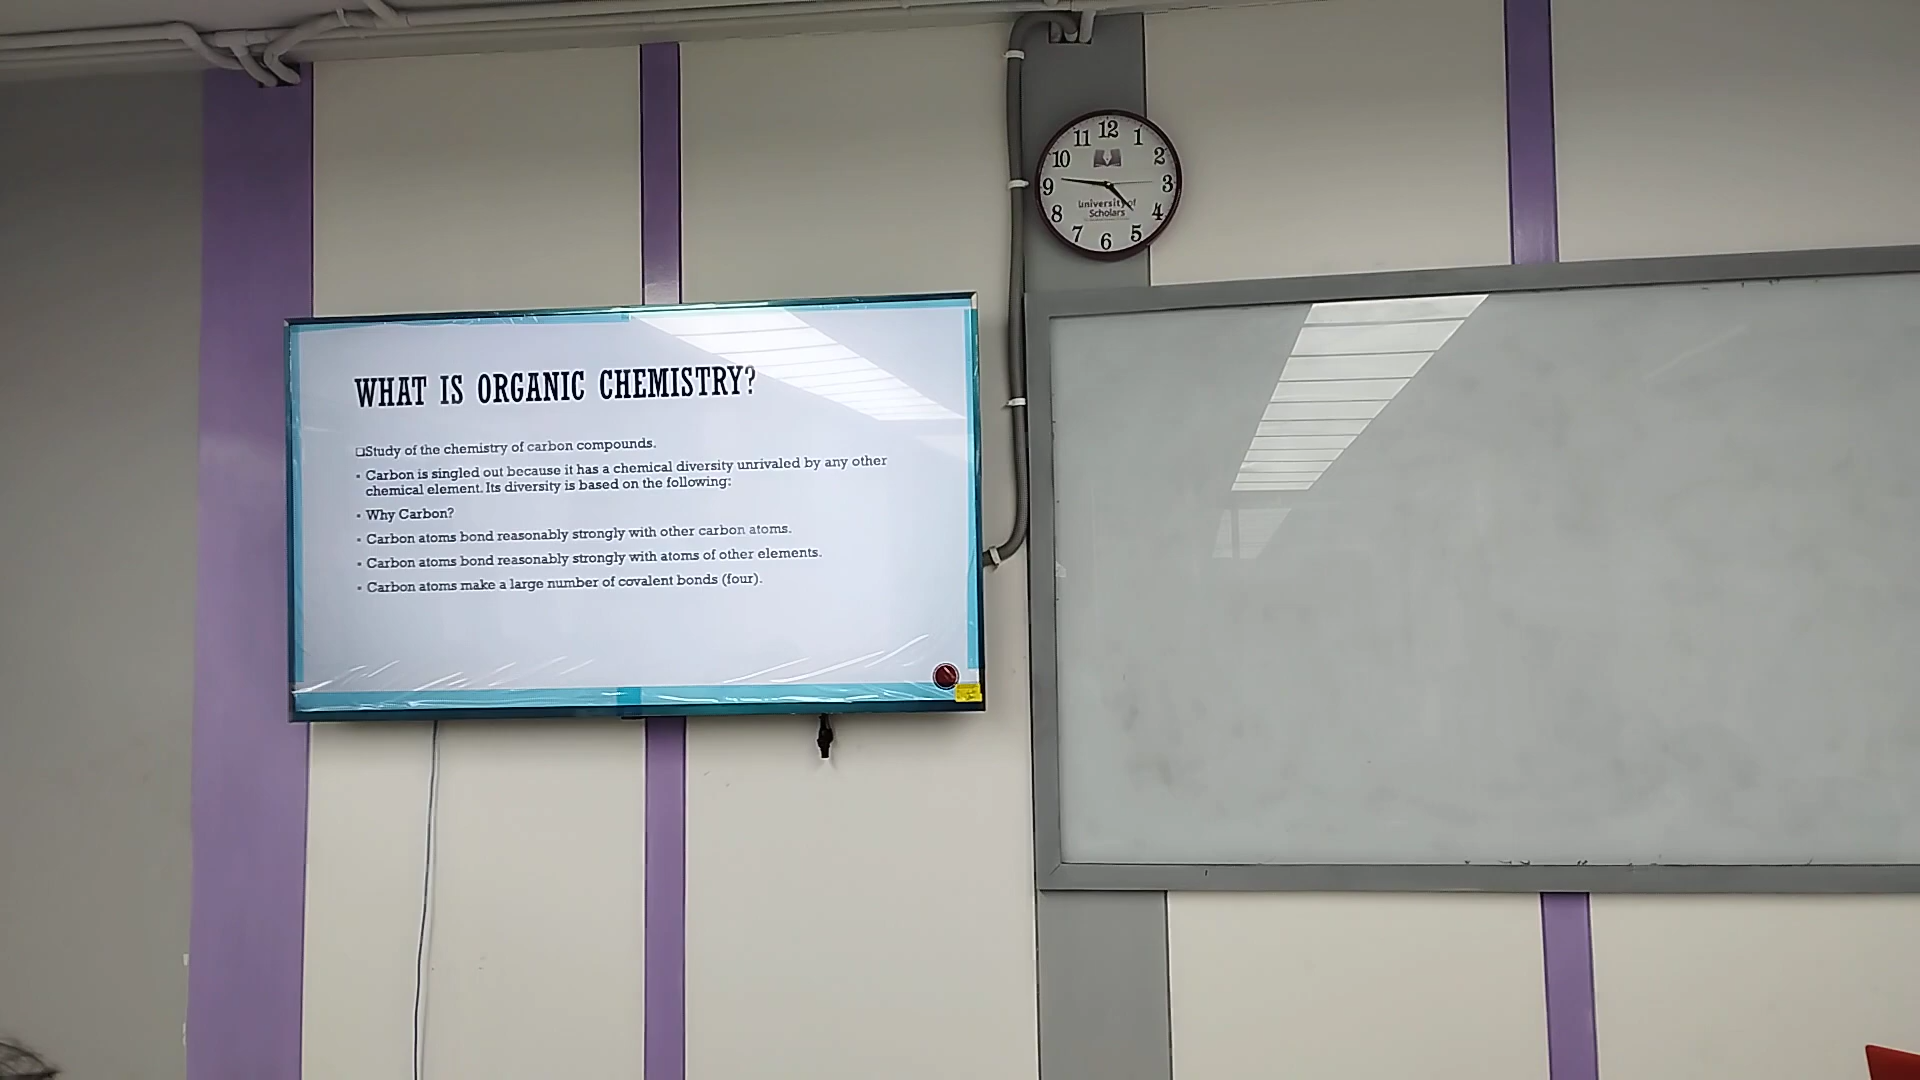 WHAT IS ORGANIC CHEMISTRY?
❑Study of the chemistry of carbon compounds.
• Carbon is singled out because it has a chemical diversity unrivaled by any other
chemical element. Its diversity is based on the following:
• Why Carbon?
• Carbon atoms bond reasonably strongly with other carbon atoms.
• Carbon atoms bond reasonably strongly with atoms of other elements.
• Carbon atoms make a large number of covalent bonds (four).
12
1
2
3
4
5
6
7
8
9
10
11
University of
Scholars